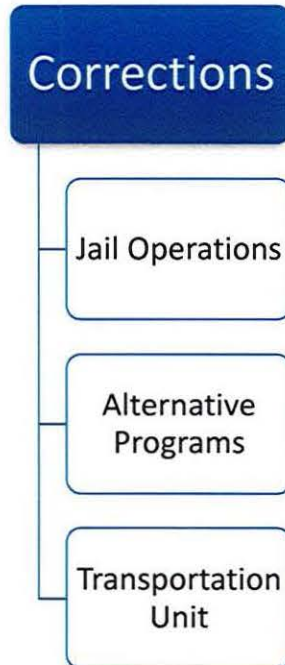 Corrections
Jail Operations
Alternative
Programs
Transportation
Unit